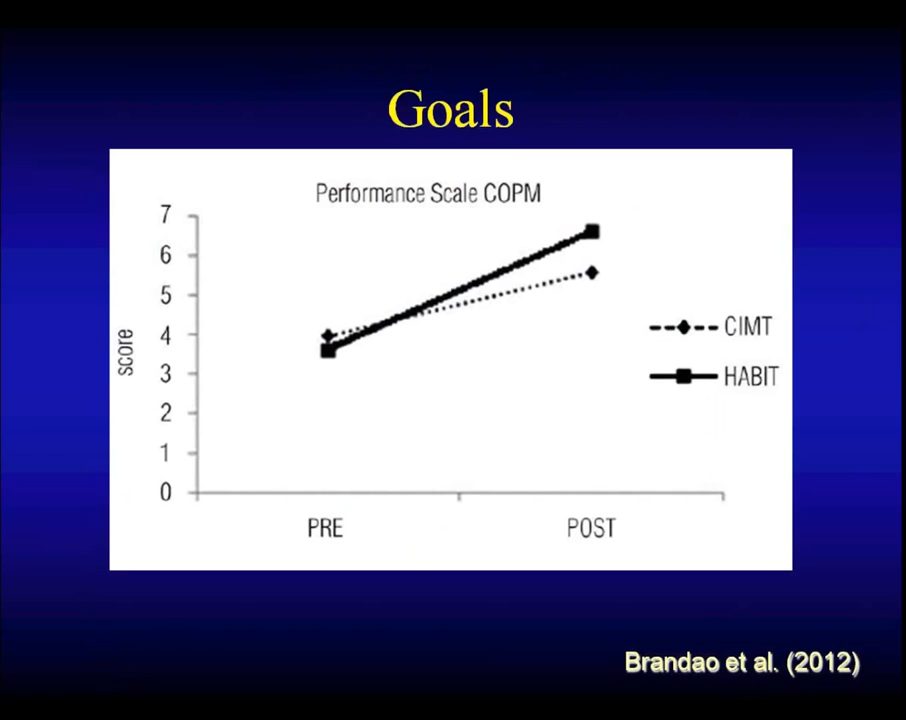 Goals
Performance Scale COPM
7
6
5
4
3
2
1
0
score
CIMT
HABIT
PRE POST
Brandao et al. (2012)